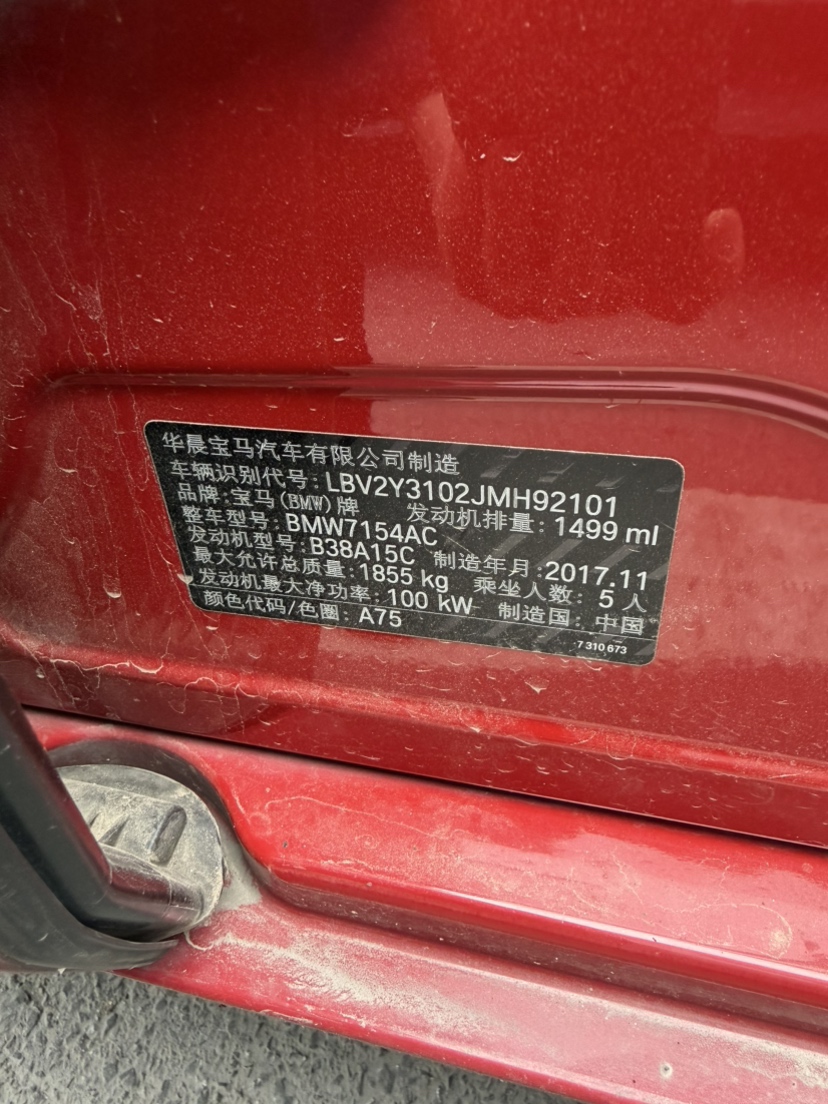 华晨宝马汽车有限公司制造
车辆识别代号: LBV2Y3102JMH92101
品牌: 宝马(BMW)牌 发动机排量: 1499 ml
整车型号: BMW7154AC
发动机型号: B38A15C 制造年月: 2017.11
最大允许总质量: 1855 kg 乘坐人数: 5 人
发动机最大净功率: 100 kW 制造国: 中国
颜色代码/色圈: A75
7 310 673